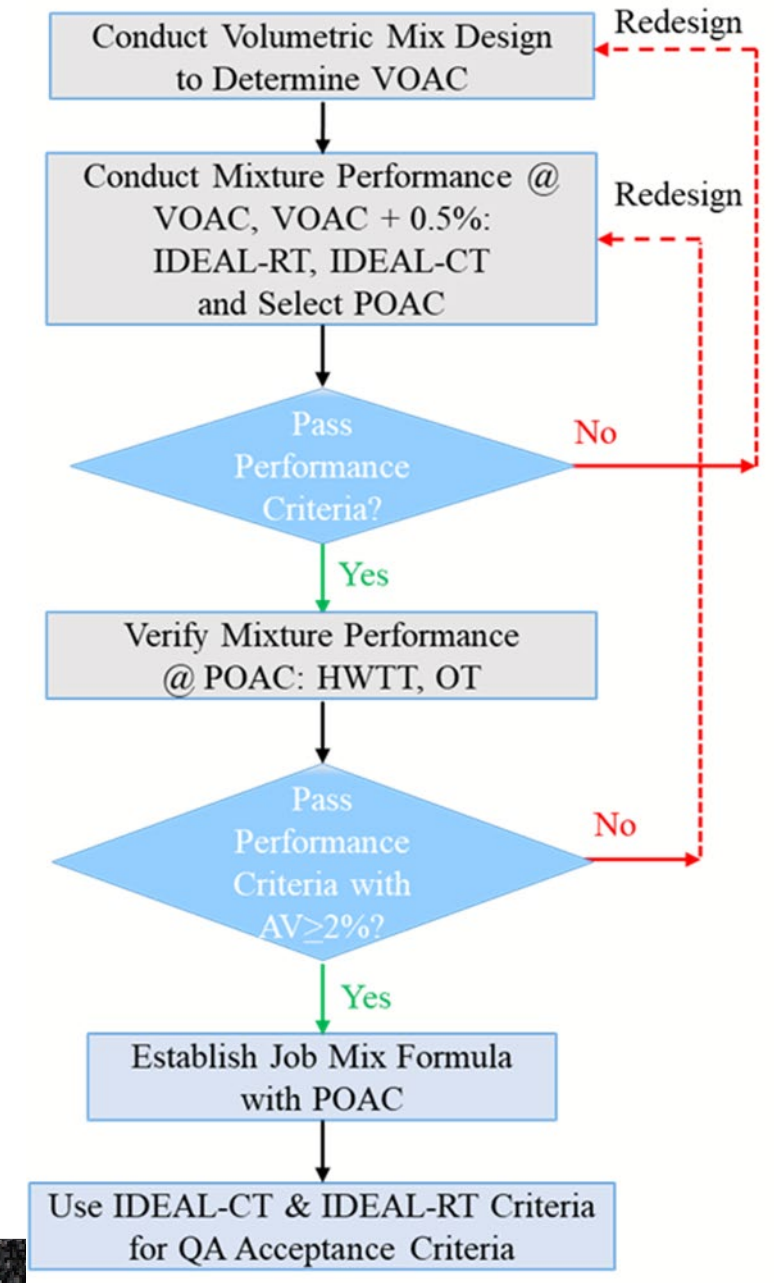 Conduct Volumetric Mix Design
to Determine VOAC
Redesign
Conduct Mixture Performance @
VOAC, VOAC + 0.5%:
IDEAL-RT, IDEAL-CT
and Select POAC
Redesign
Pass
Performance
Criteria?
No
Yes
Verify Mixture Performance
@ POAC: HWTT, OT
Pass
Performance
Criteria with
AV≥2%?
No
Yes
Establish Job Mix Formula
with POAC
Use IDEAL-CT & IDEAL-RT Criteria
for QA Acceptance Criteria